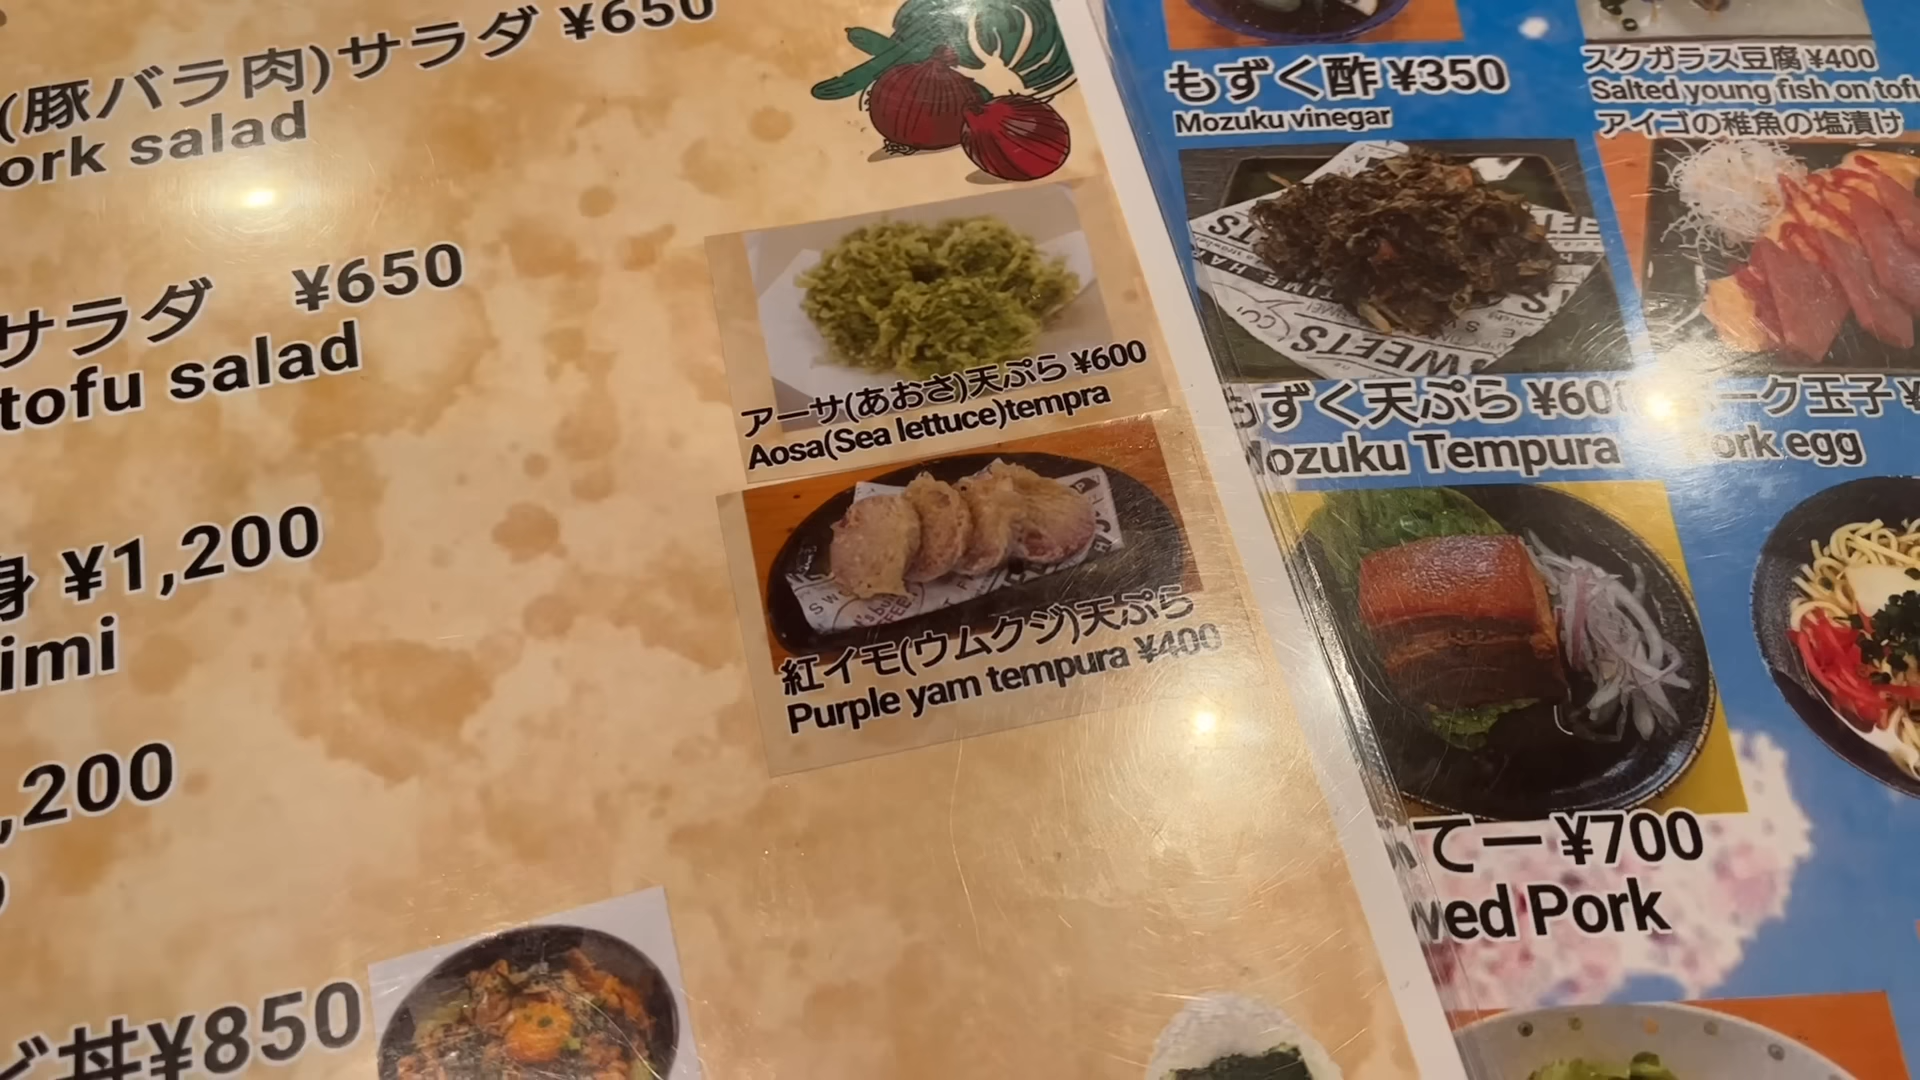 (豚バラ肉)サラダ ¥650
ork salad
サラダ ¥650
tofu salad
身 ¥1,200
imi
,200
丼¥850
アーサ(あおさ)天ぷら ¥600
Aosa(Sea lettuce)tempra
紅イモ(ウムクジ)天ぷら
Purple yam tempura ¥400
もずく酢 ¥350
Mozuku vinegar
スクガラス豆腐 ¥400
Salted young fish on tofu
アイゴの稚魚の塩漬け
SWEETS
もずく天ぷら ¥600
Mozuku Tempura
ーク玉子 ¥
ork egg
てー ¥700
wed Pork